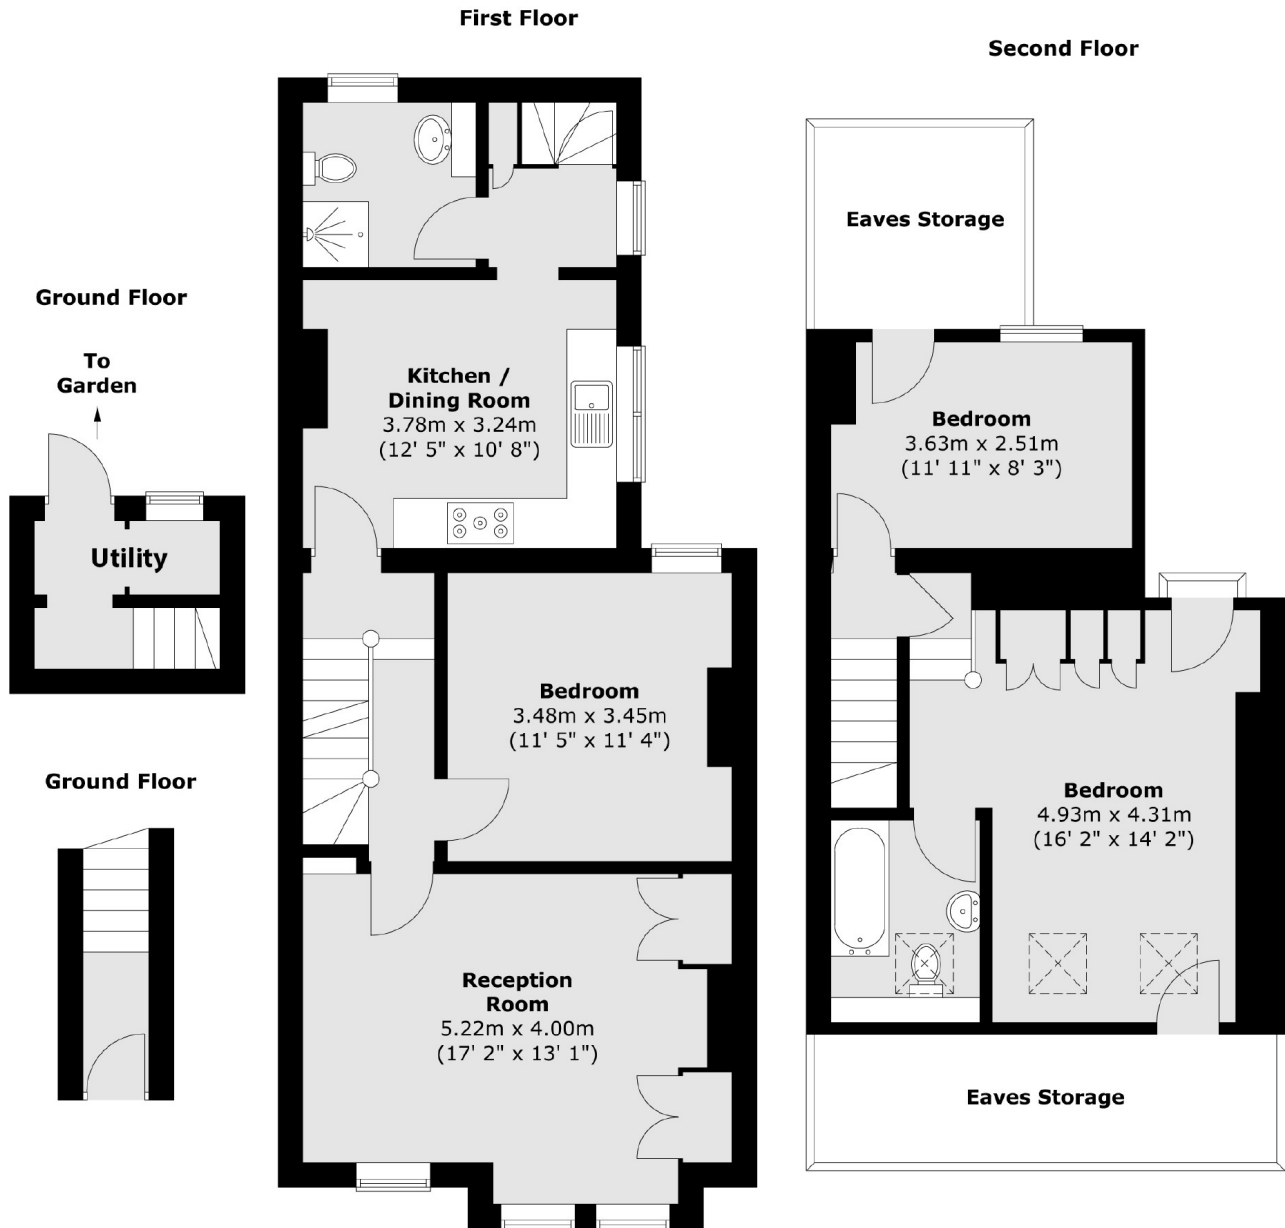 First Floor
Second Floor
Eaves Storage
Ground Floor
To
Garden
Utility
Kitchen /
Dining Room
3.78m x 3.24m
(12' 5" x 10' 8")
Bedroom
3.63m x 2.51m
(11' 11" x 8' 3")
Bedroom
3.48m x 3.45m
(11' 5" x 11' 4")
Ground Floor
Bedroom
4.93m x 4.31m
(16' 2" x 14' 2")
Reception
Room
5.22m x 4.00m
(17' 2" x 13' 1")
Eaves Storage